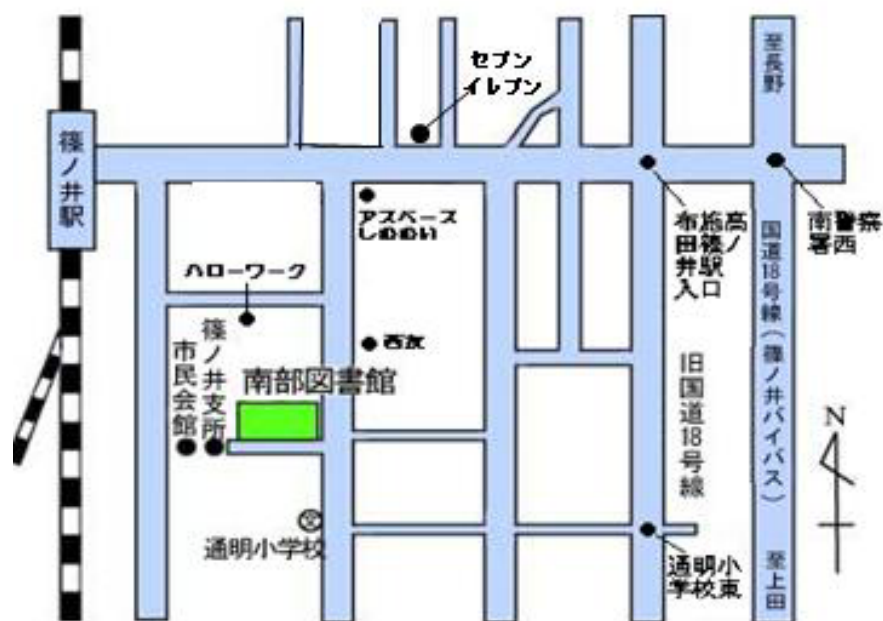 セブン
イレブン
至長野
篠ノ井駅
アスペース
しののい
布施高
田篠ノ
井駅
入口
南警察
署西
国道18号線(篠ノ井バイパス)
ハローワーク
篠ノ井支所
市民会館
西友
南部図書館
旧国道18号線
N
通明小学校
文
通明小
学校東
至上田